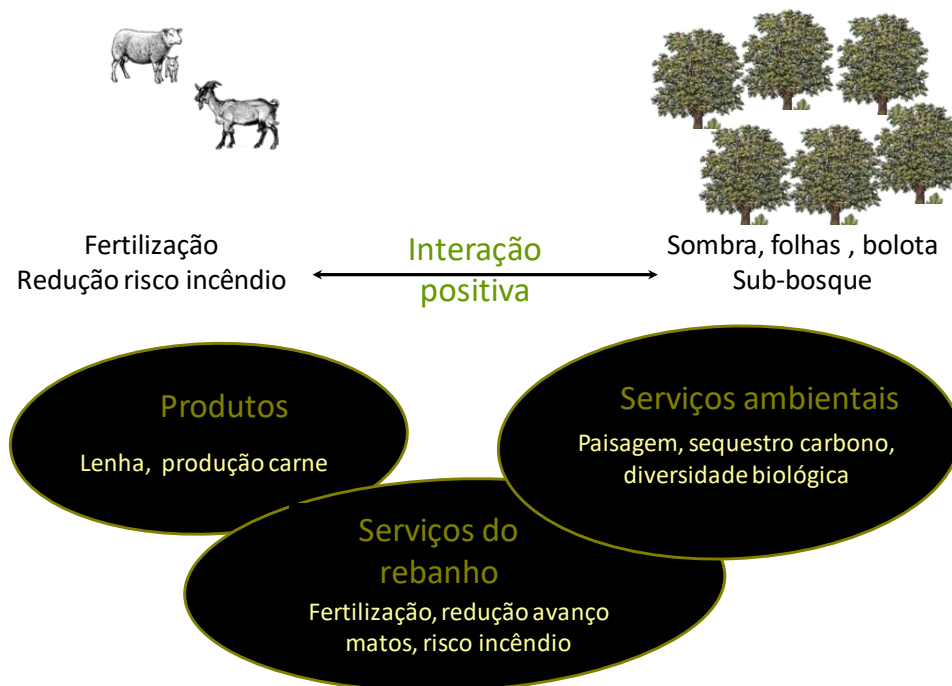 Fertilização
Redução risco incêndio
Interação
positiva
Sombra, folhas , bolota
Sub-bosque
Produtos
Lenha, produção carne
Serviços ambientais
Paisagem, sequestro carbono,
diversidade biológica
Serviços do
rebanho
Fertilização, redução avanço
matos, risco incêndio